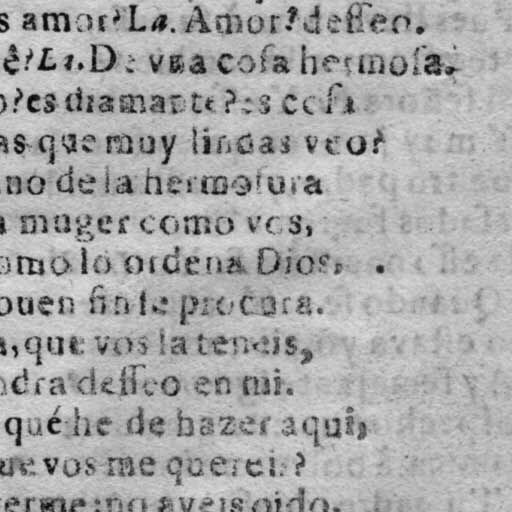 s amor? La. Amor? desseo.
ê? La. De vna cosa hermosa.
o? es diamante? es cosa
as que muy lindas veo?
no de la hermosura
a muger como vos,
omo lo ordena Dios.
ouen fin se procura.
a, que vos la teneis,
ndra desseo en mi.
qué he de hazer aqui,
ue vos me quereis?
erme: no aveis oido,